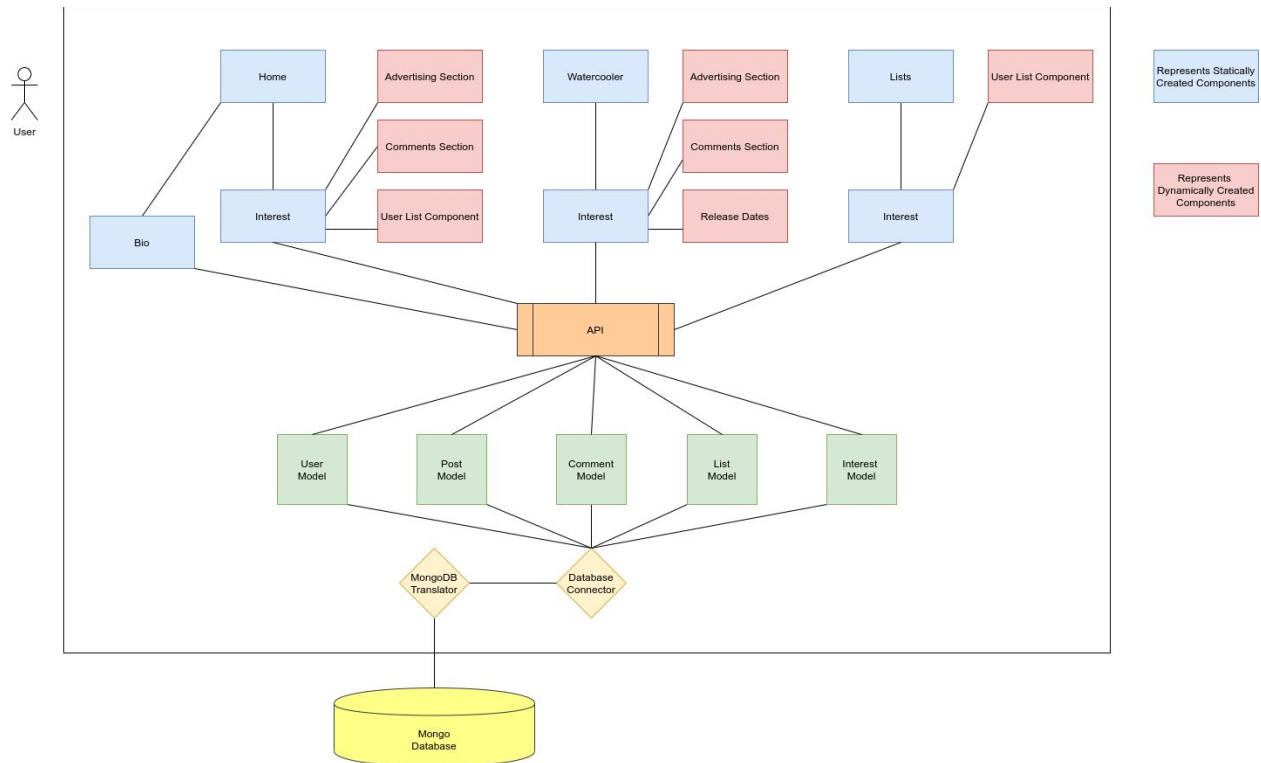 Home
Advertising Section
Watercooler
Advertising Section
Lists
User List Component
Represents Statically
Created Components
User
Comments Section
Comments Section
Represents
Dynamically Created
Components
Bio
Interest
User List Component
Interest
Release Dates
Interest
API
User
Model
Post
Model
Comment
Model
List
Model
Interest
Model
MongoDB
Translator
Database
Connector
Mongo
Database